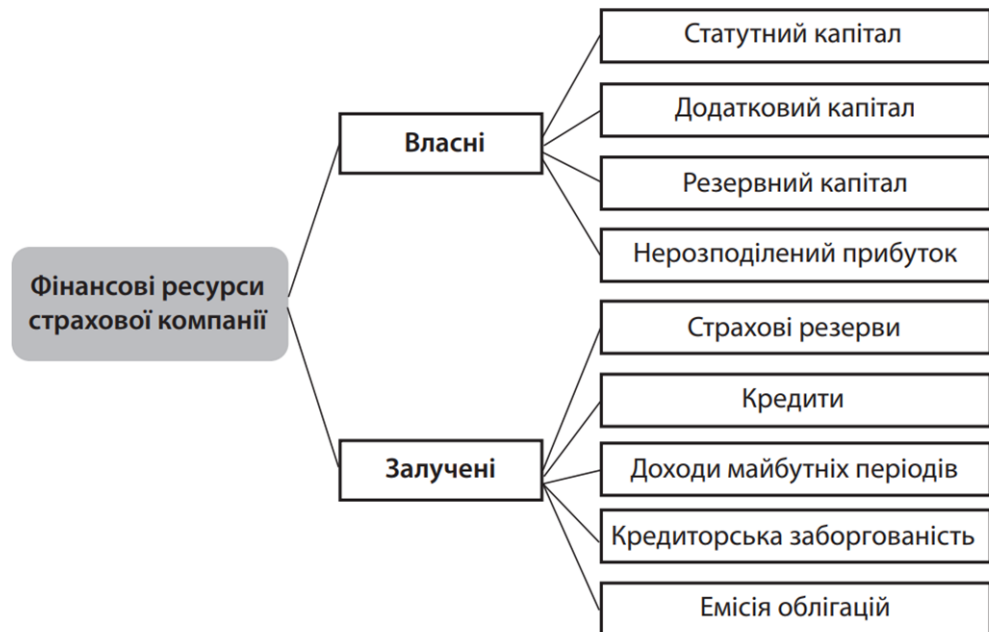 Фінансові ресурси
страхової компанії
Власні
Статутний капітал
Додатковий капітал
Резервний капітал
Нерозподілений прибуток
Залучені
Страхові резерви
Кредити
Доходи майбутніх періодів
Кредиторська заборгованість
Емісія облігацій